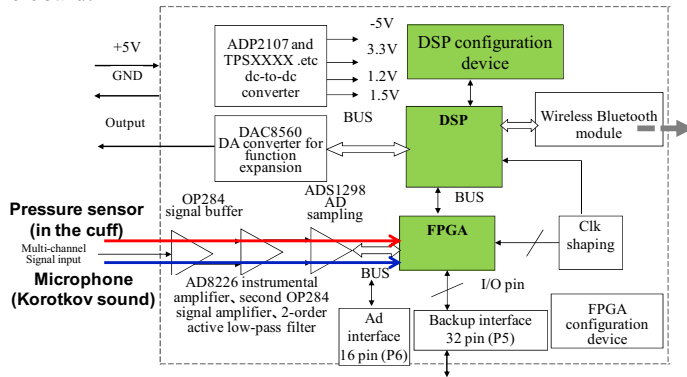 +5V
GND
Output
ADP2107 and
TPSXXXX .etc
dc-to-dc
converter
-5V
3.3V
1.2V
1.5V
DSP configuration
device
BUS
DAC8560
DA converter for
function
expansion
DSP
Wireless Bluetooth
module
BUS
OP284
signal buffer
ADS1298
AD
sampling
Pressure sensor
(in the cuff)
Multi-channel
Signal input
Microphone
(Korotkov sound)
FPGA
Clk
shaping
BUS
AD8226 instrumental
amplifier、second OP284
signal amplifier、2-order
active low-pass filter
I/O pin
Ad
interface
16 pin (P6)
Backup interface
32 pin (P5)
FPGA
configuration
device